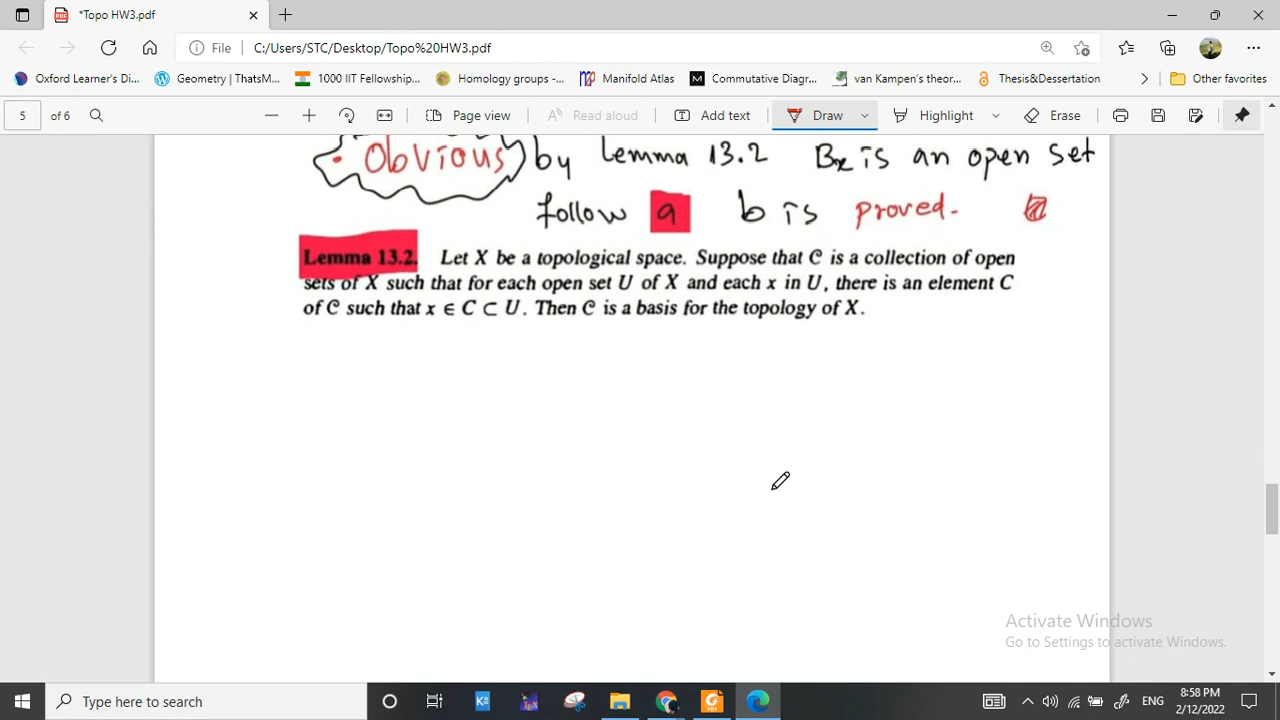 *Topo HW3.pdf
File C:/Users/STC/Desktop/Topo%20HW3.pdf
Oxford Learner's Di... Geometry | ThatsM... 1000 IIT Fellowship... Homology groups -... Manifold Atlas Commutative Diagr... van Kampen's theor... Thesis&Dessertation Other favorites
5 of 6 Page view Read aloud Add text Draw Highlight Erase
Obvious by Lemma 13.2 Bx is an open set
follow a b is proved.
Lemma 13.2. Let X be a topological space. Suppose that C is a collection of open
sets of X such that for each open set U of X and each x in U, there is an element C
of C such that x ∈ C ⊂ U. Then C is a basis for the topology of X.
Activate Windows
Go to Settings to activate Windows.
Type here to search ENG 8:58 PM
2/12/2022